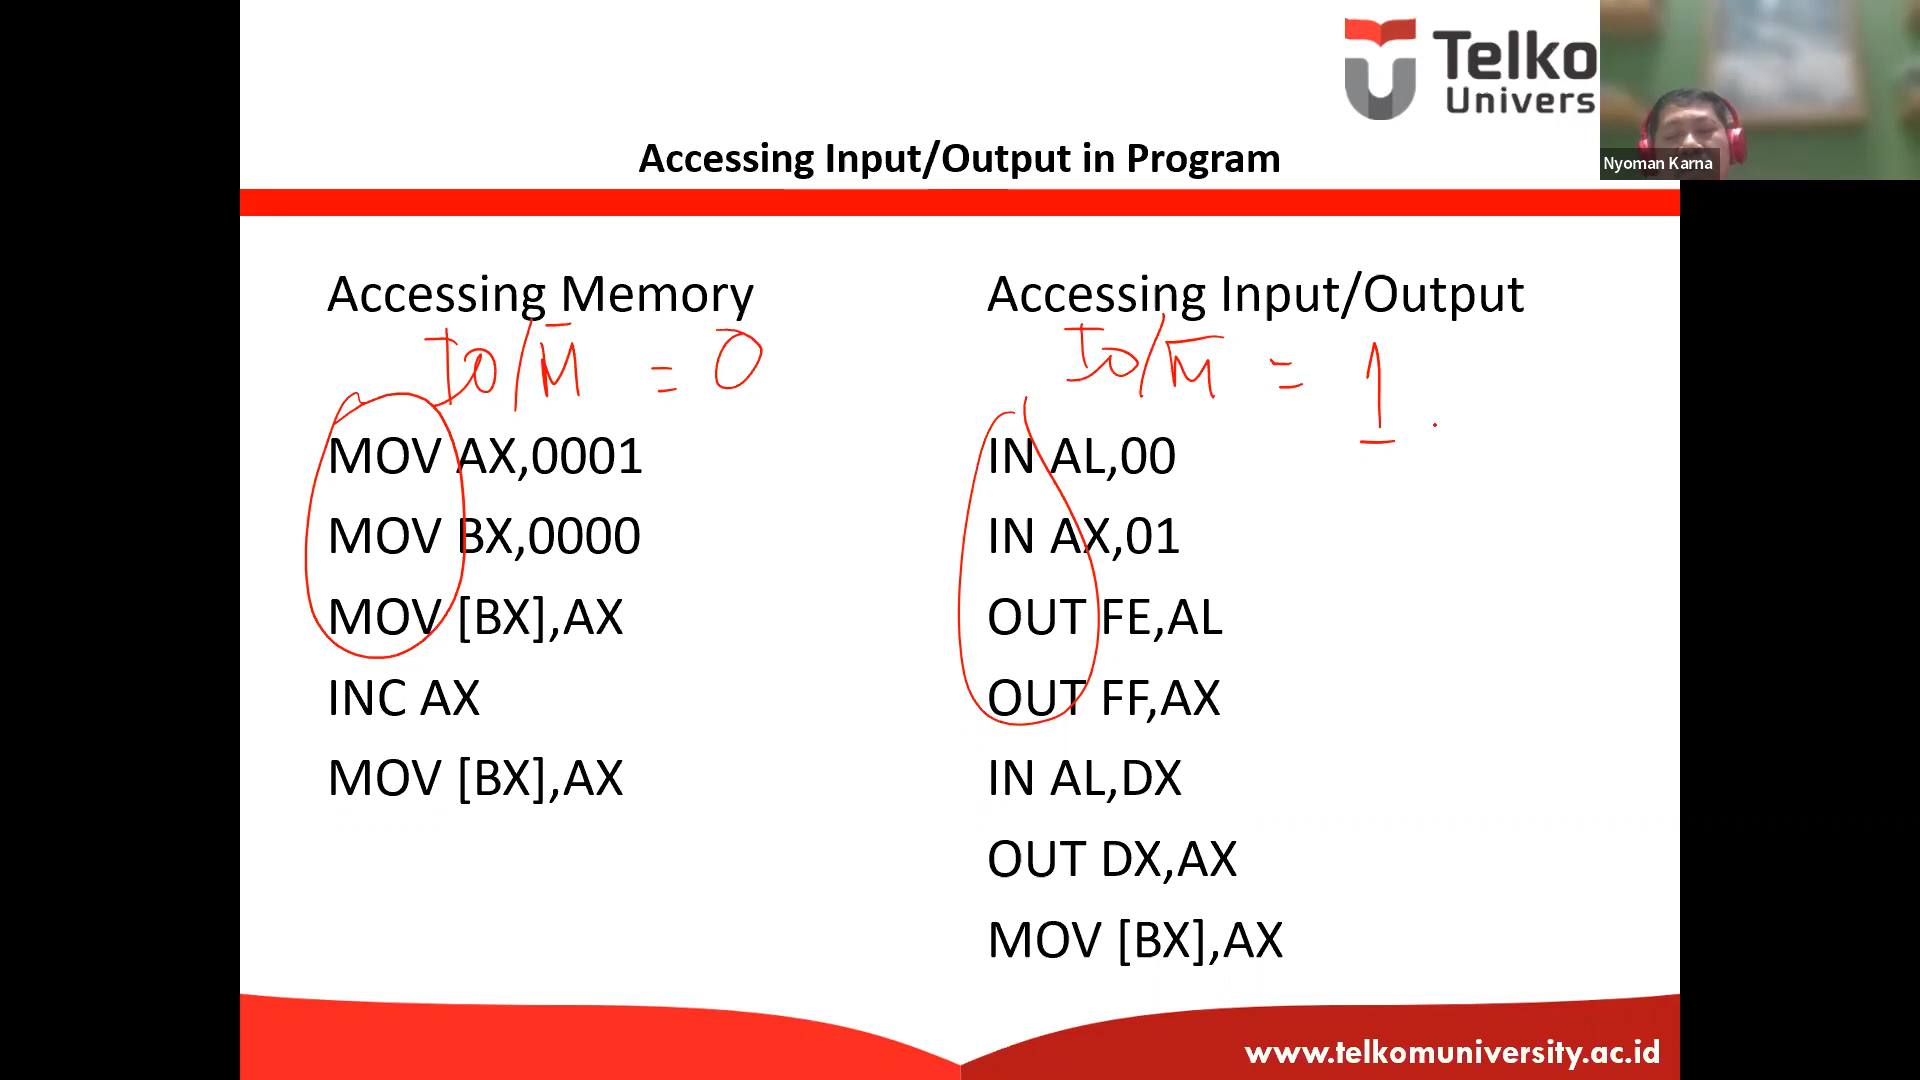 Telko
Univers
Nyoman Karna
Accessing Input/Output in Program
Accessing Memory
IO/M̅ = 0
MOV AX,0001
MOV BX,0000
MOV [BX],AX
INC AX
MOV [BX],AX
Accessing Input/Output
IO/M̅ = 1
IN AL,00
IN AX,01
OUT FE,AL
OUT FF,AX
IN AL,DX
OUT DX,AX
MOV [BX],AX
www.telkomuniversity.ac.id